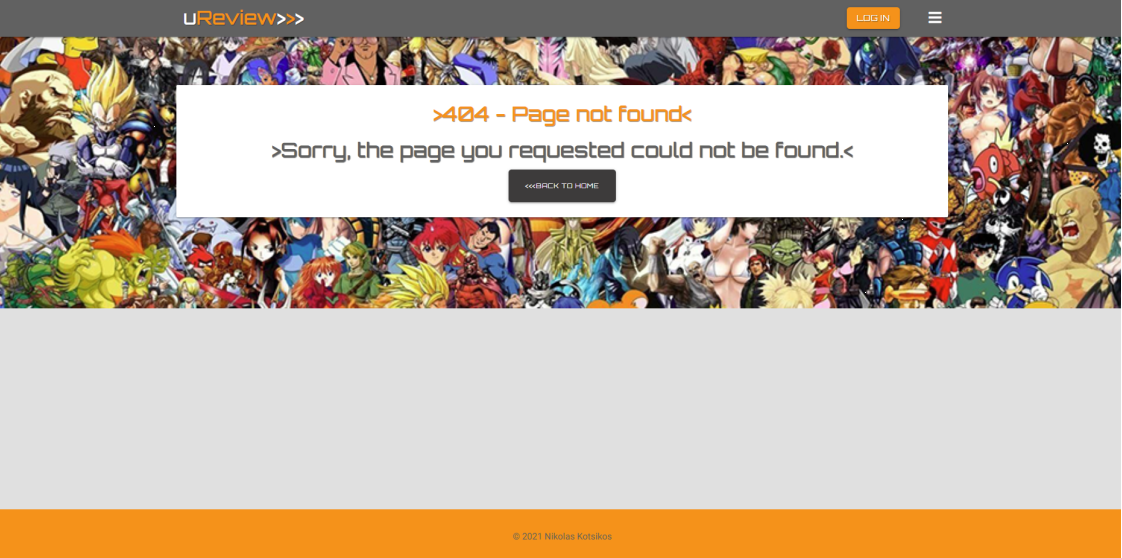 uReview>>>
LOG IN
>404 - Page not found<
>Sorry, the page you requested could not be found.<
<<<BACK TO HOME
© 2021 Nikolas Kotsikos